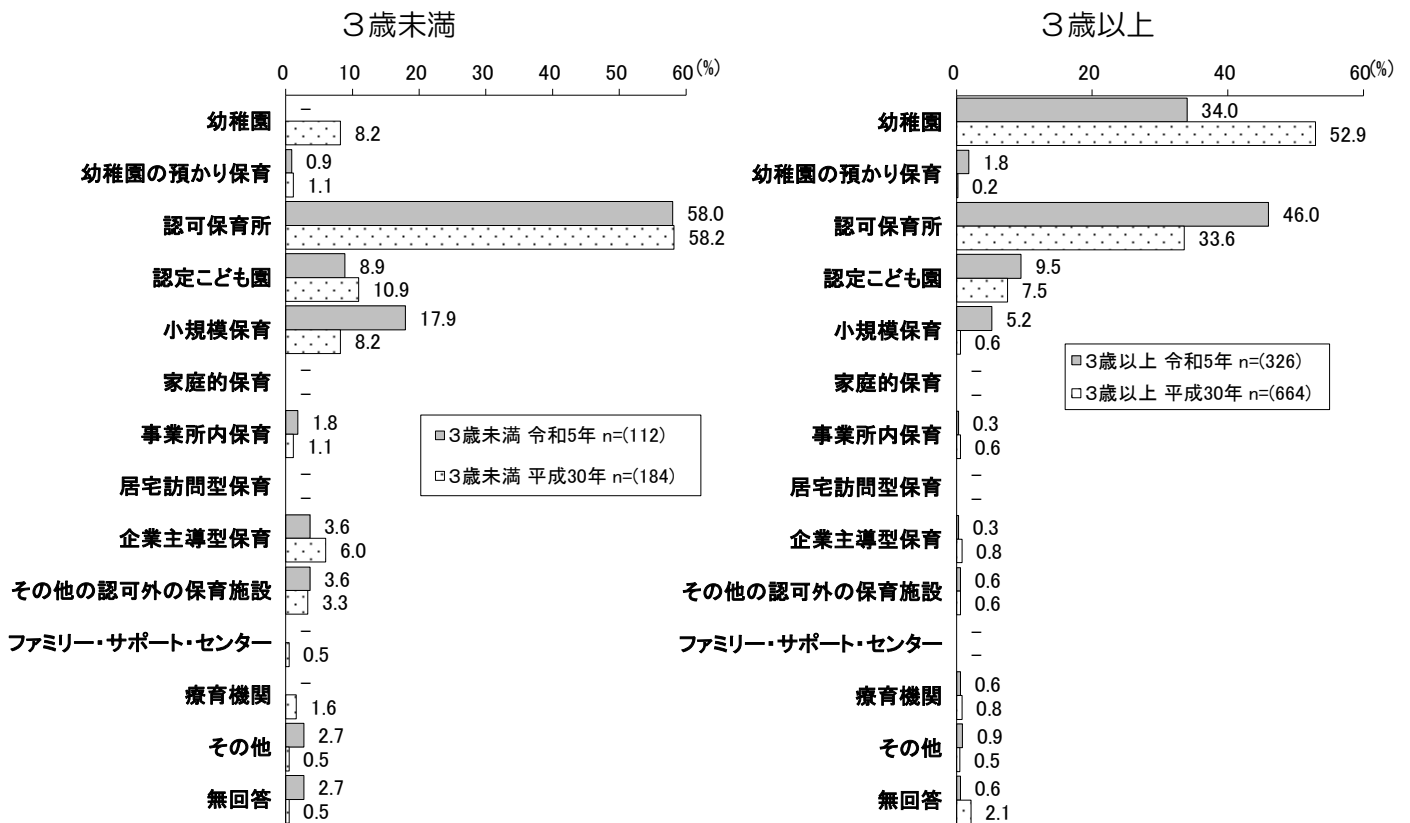 ３歳未満
0 10 20 30 40 50 60 (%)
幼稚園 － 8.2
幼稚園の預かり保育 0.9 1.1
認可保育所 58.0 58.2
認定こども園 8.9 10.9
小規模保育 17.9 8.2
家庭的保育 － －
事業所内保育 1.8 1.1
居宅訪問型保育 － －
企業主導型保育 3.6 6.0
その他の認可外の保育施設 3.6 3.3
ファミリー・サポート・センター － 0.5
療育機関 － 1.6
その他 2.7 0.5
無回答 2.7 0.5
３歳未満 令和5年 n=(112)
３歳未満 平成30年 n=(184)
３歳以上
0 20 40 60 (%)
幼稚園 34.0 52.9
幼稚園の預かり保育 1.8 0.2
認可保育所 46.0 33.6
認定こども園 9.5 7.5
小規模保育 5.2 0.6
家庭的保育 － －
事業所内保育 0.3 0.6
居宅訪問型保育 － －
企業主導型保育 0.3 0.8
その他の認可外の保育施設 0.6 0.6
ファミリー・サポート・センター － －
療育機関 0.6 0.8
その他 0.9 0.5
無回答 0.6 2.1
３歳以上 令和5年 n=(326)
３歳以上 平成30年 n=(664)